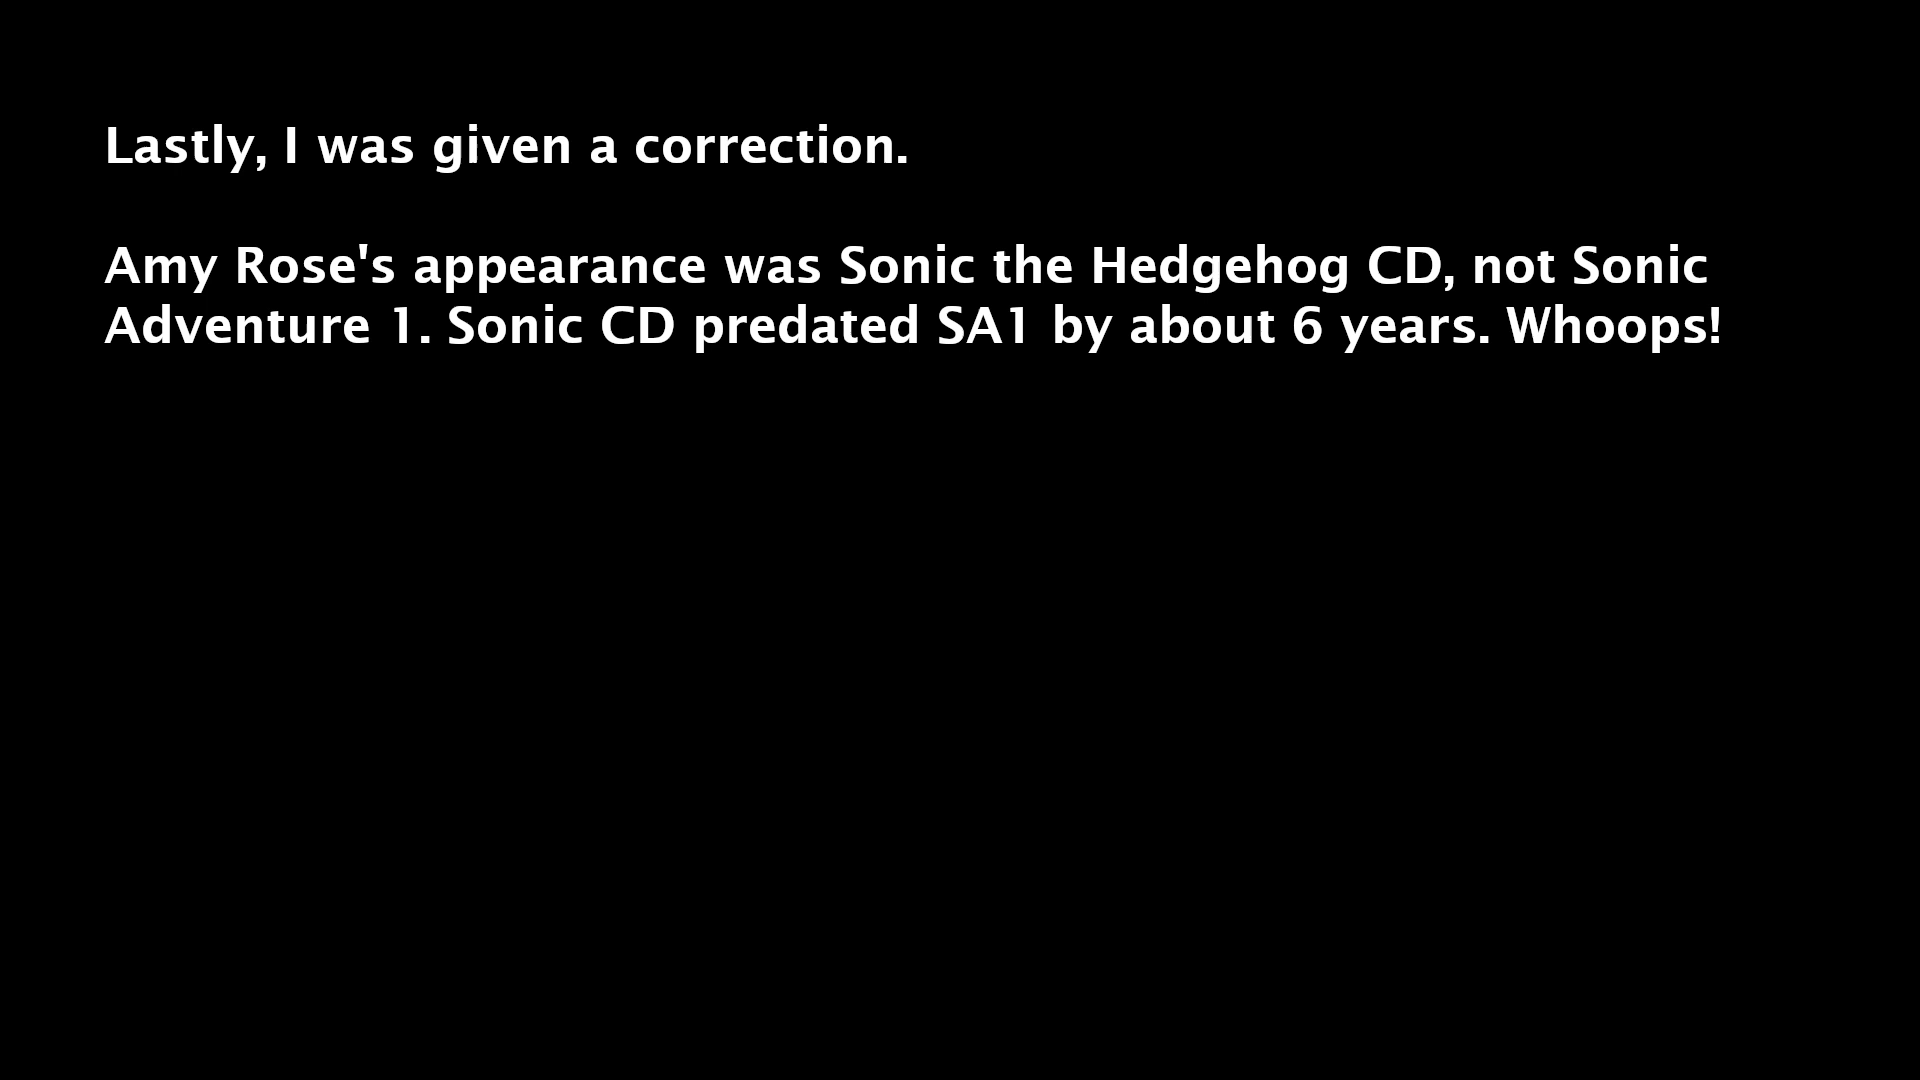 Lastly, I was given a correction.
Amy Rose's appearance was Sonic the Hedgehog CD, not Sonic
Adventure 1. Sonic CD predated SA1 by about 6 years. Whoops!